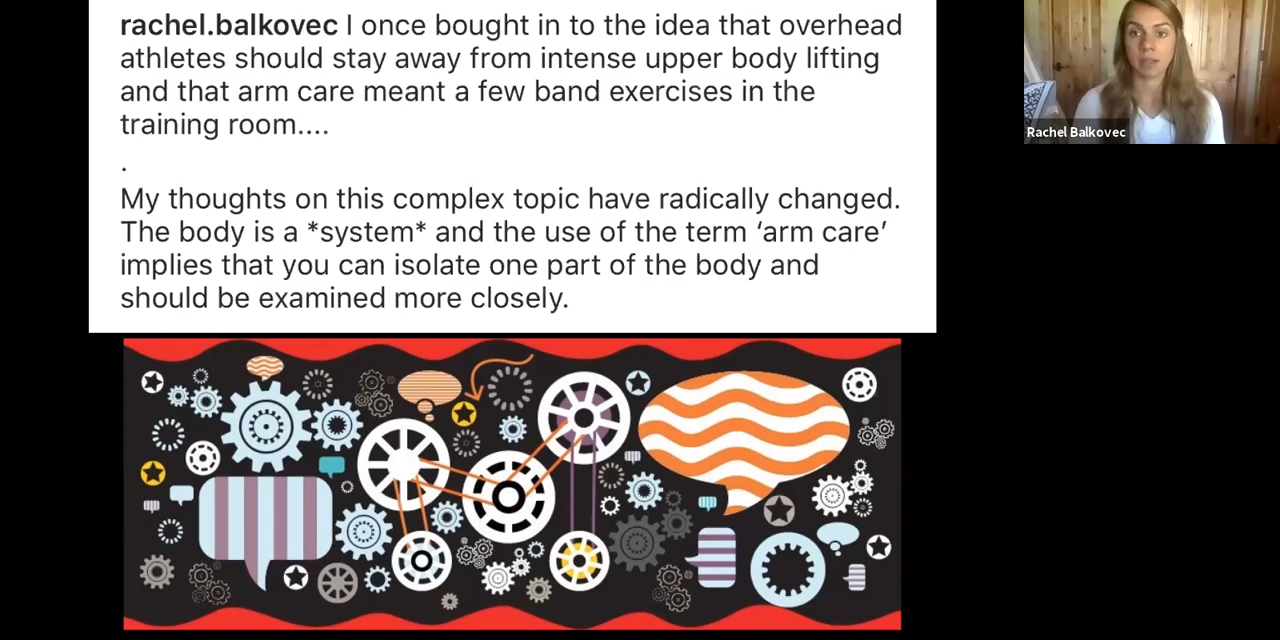 rachel.balkovec I once bought in to the idea that overhead
athletes should stay away from intense upper body lifting
and that arm care meant a few band exercises in the
training room....
.
My thoughts on this complex topic have radically changed.
The body is a *system* and the use of the term ‘arm care’
implies that you can isolate one part of the body and
should be examined more closely.
Rachel Balkovec